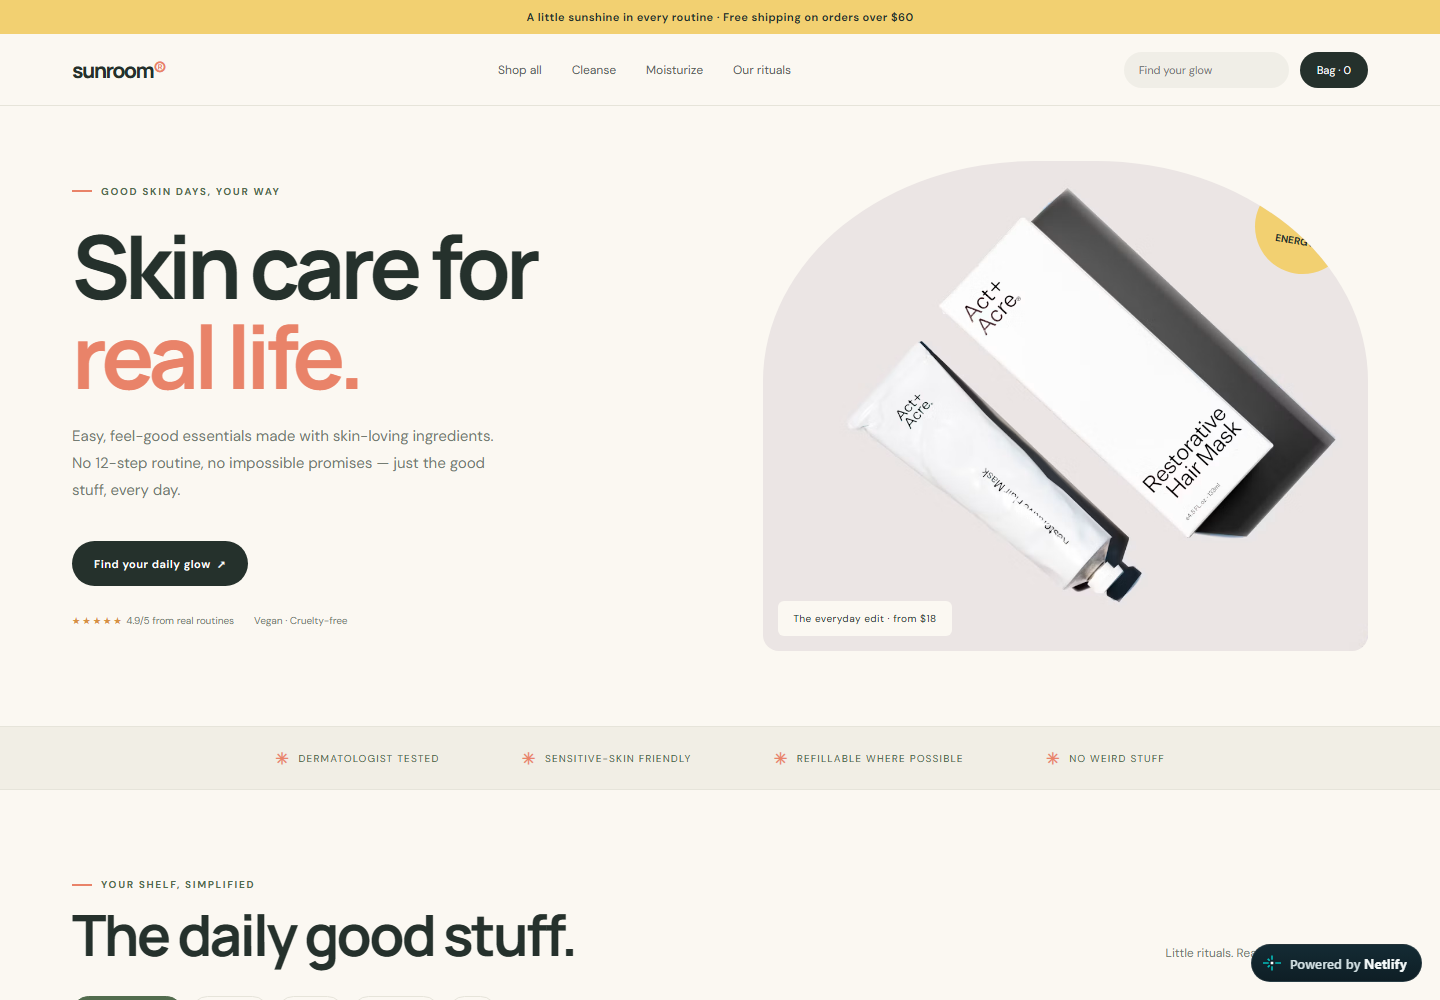 A little sunshine in every routine · Free shipping on orders over $60
sunroom®
Shop all
Cleanse
Moisturize
Our rituals
Find your glow
Bag · 0
GOOD SKIN DAYS, YOUR WAY
Skin care for
real life.
Easy, feel-good essentials made with skin-loving ingredients.
No 12-step routine, no impossible promises — just the good
stuff, every day.
Find your daily glow ↗
★★★★★ 4.9/5 from real routines
Vegan · Cruelty-free
Act+
Acre®
Restorative
Hair Mask
Act+
Acre.
Restorative Hair Mask
The everyday edit · from $18
DERMATOLOGIST TESTED
SENSITIVE-SKIN FRIENDLY
REFILLABLE WHERE POSSIBLE
NO WEIRD STUFF
YOUR SHELF, SIMPLIFIED
The daily good stuff.
Little rituals.
Powered by Netlify